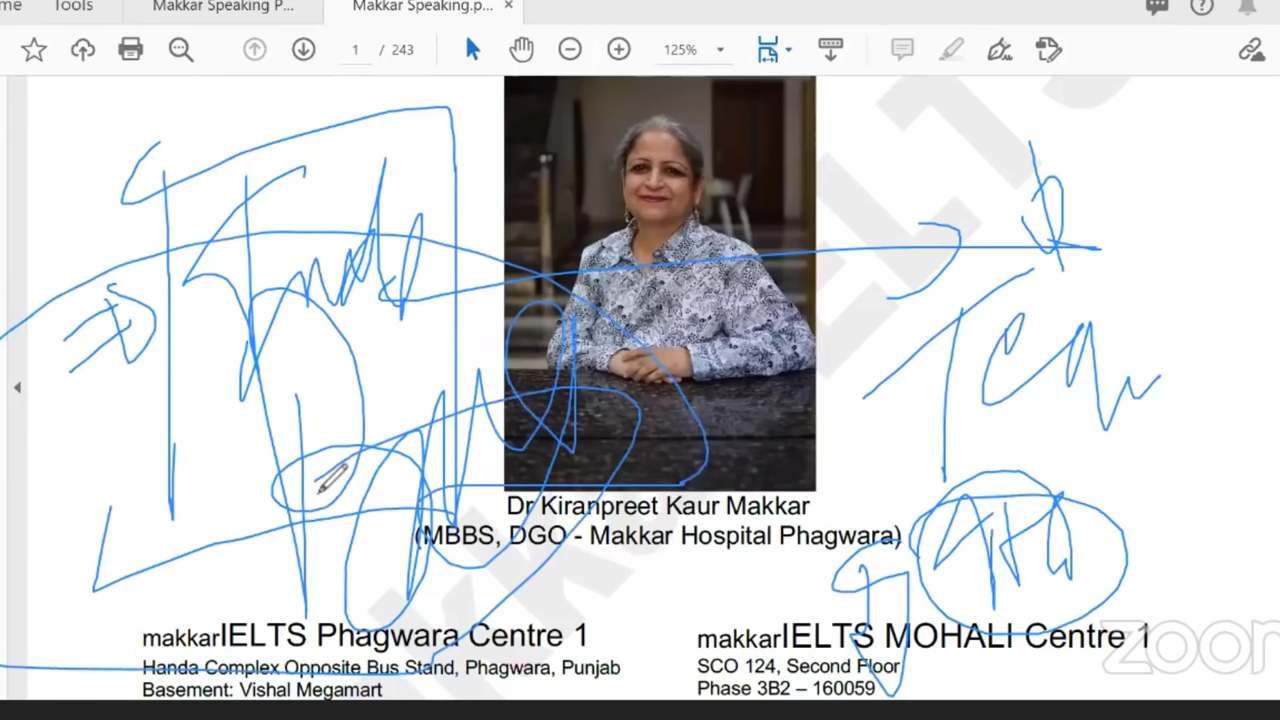 Tools
Makkar Speaking P...
Makkar Speaking.p...
1 / 243
125%
Dr Kiranpreet Kaur Makkar
(MBBS, DGO - Makkar Hospital Phagwara)
makkarIELTS Phagwara Centre 1
Handa Complex Opposite Bus Stand, Phagwara, Punjab
Basement: Vishal Megamart
makkarIELTS MOHALI Centre 1
SCO 124, Second Floor
Phase 3B2 – 160059
zoom